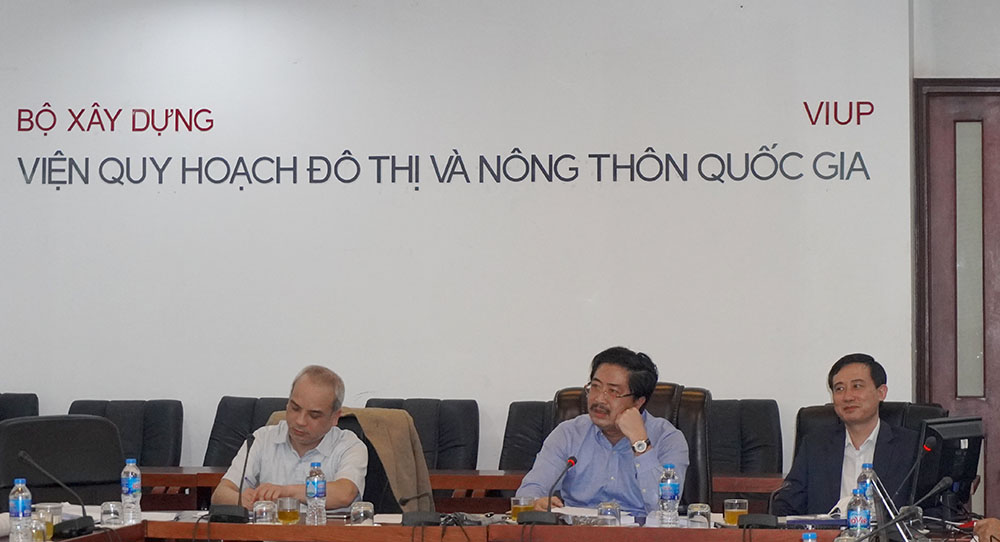 BỘ XÂY DỰNG VIUP
VIỆN QUY HOẠCH ĐÔ THỊ VÀ NÔNG THÔN QUỐC GIA